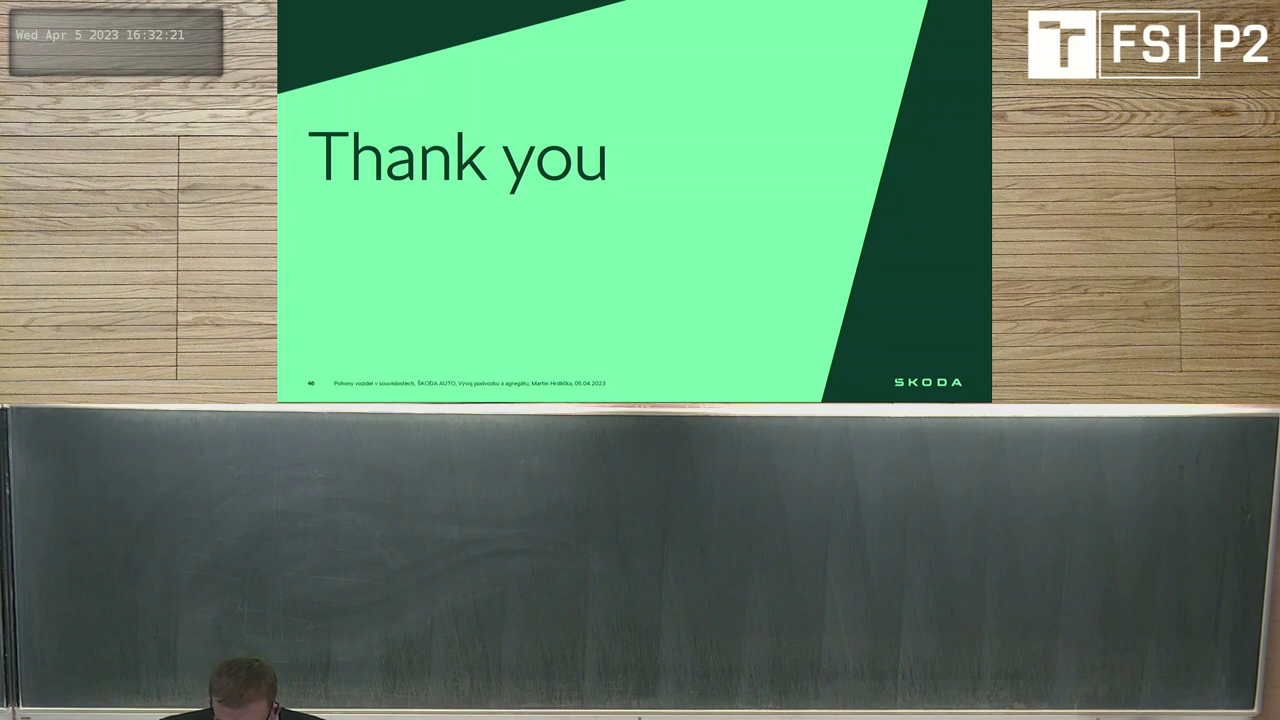 Wed Apr 5 2023 16:32:21
FSI P2
Thank you
46 Pohony vozidel v souvislostech, ŠKODA AUTO, Vývoj podvozku a agregátu, Martin Hrdlička, 05.04.2023
ŠKODA